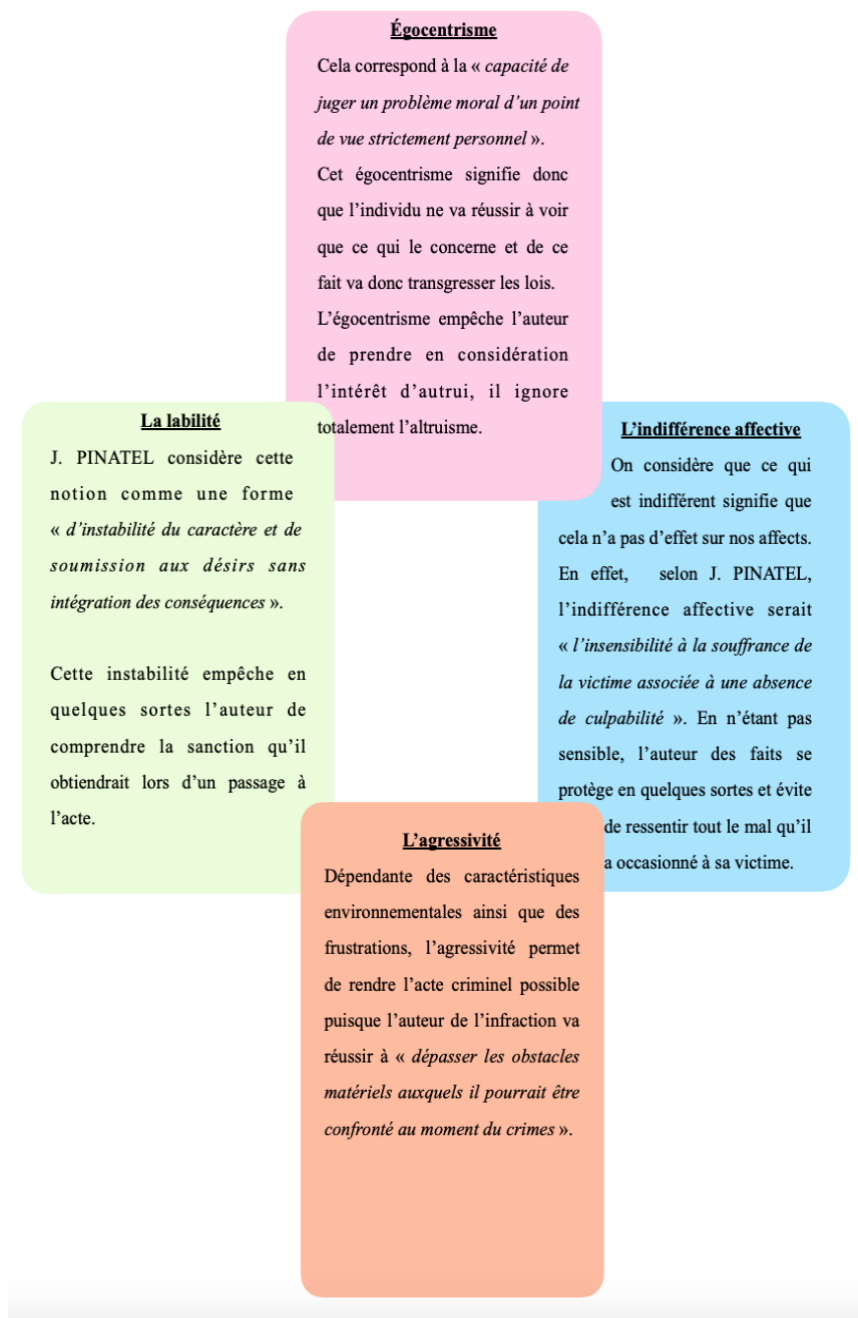 Égocentrisme
Cela correspond à la « capacité de
juger un problème moral d’un point
de vue strictement personnel ».
Cet égocentrisme signifie donc
que l’individu ne va réussir à voir
que ce qui le concerne et de ce
fait va donc transgresser les lois.
L’égocentrisme empêche l’auteur
de prendre en considération
l’intérêt d’autrui, il ignore
totalement l’altruisme.
La labilité
J. PINATEL considère cette
notion comme une forme
« d’instabilité du caractère et de
soumission aux désirs sans
intégration des conséquences ».
Cette instabilité empêche en
quelques sortes l’auteur de
comprendre la sanction qu’il
obtiendrait lors d’un passage à
l’acte.
L’indifférence affective
On considère que ce qui
est indifférent signifie que
cela n’a pas d’effet sur nos affects.
En effet, selon J. PINATEL,
l’indifférence affective serait
« l’insensibilité à la souffrance de
la victime associée à une absence
de culpabilité ». En n’étant pas
sensible, l’auteur des faits se
protège en quelques sortes et évite
de ressentir tout le mal qu’il
a occasionné à sa victime.
L’agressivité
Dépendante des caractéristiques
environnementales ainsi que des
frustrations, l’agressivité permet
de rendre l’acte criminel possible
puisque l’auteur de l’infraction va
réussir à « dépasser les obstacles
matériels auxquels il pourrait être
confronté au moment du crimes ».